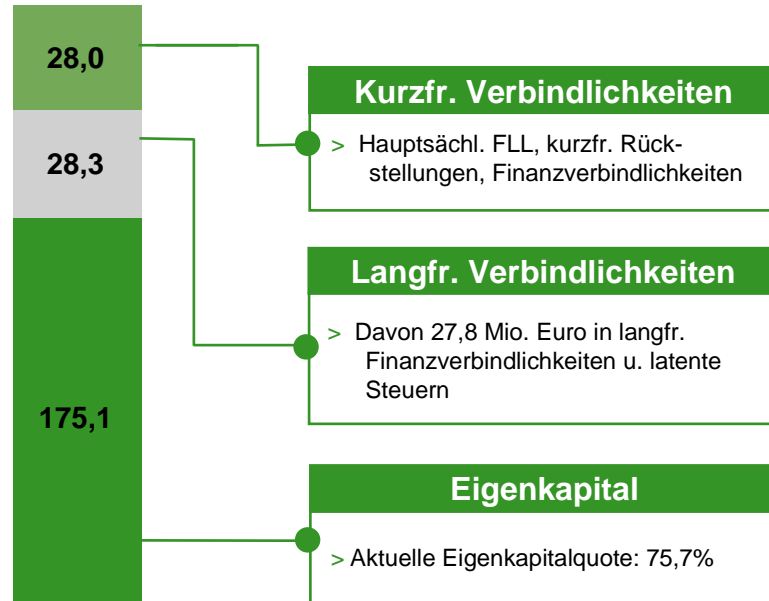 28,0
28,3
175,1
Kurzfr. Verbindlichkeiten
> Hauptsächl. FLL, kurzfr. Rück-
stellungen, Finanzverbindlichkeiten
Langfr. Verbindlichkeiten
> Davon 27,8 Mio. Euro in langfr.
Finanzverbindlichkeiten u. latente
Steuern
Eigenkapital
> Aktuelle Eigenkapitalquote: 75,7%